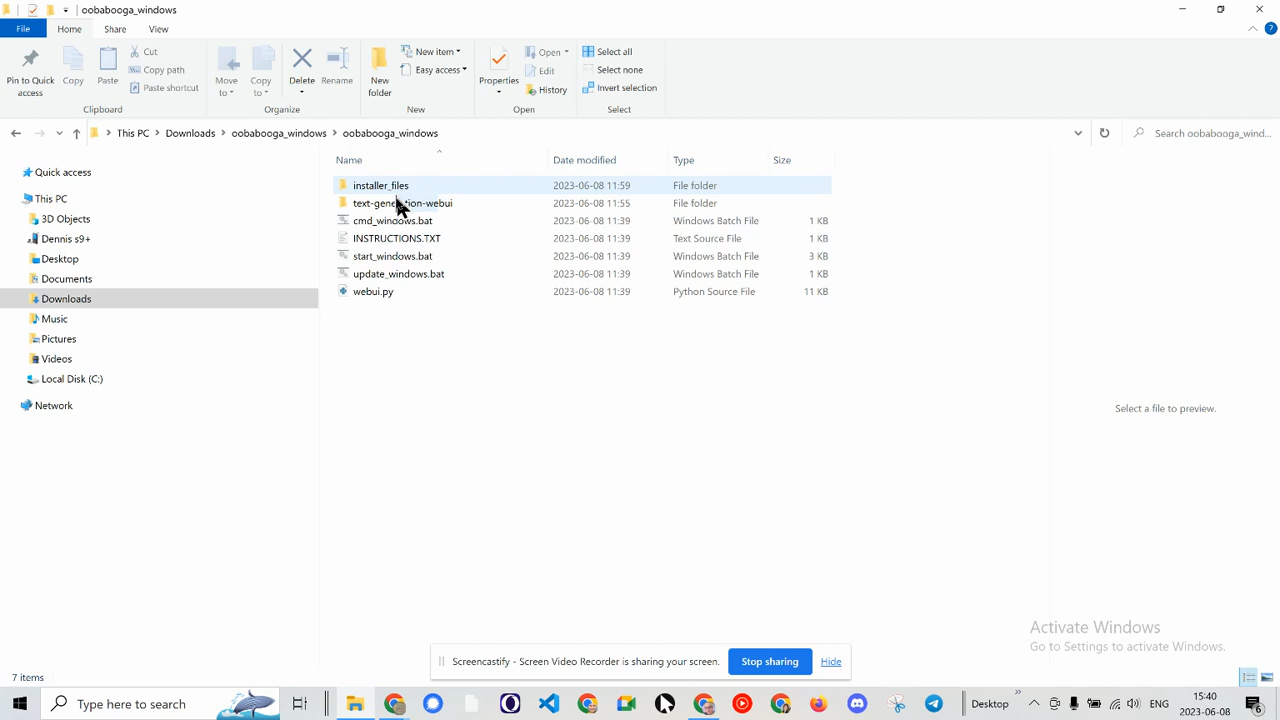 oobabooga_windows
File Home Share View
Pin to Quick access
Copy
Paste
Cut
Copy path
Paste shortcut
Clipboard
Move to
Copy to
Delete
Rename
Organize
New folder
New item
Easy access
New
Properties
Open
Edit
History
Open
Select all
Select none
Invert selection
Select
This PC > Downloads > oobabooga_windows > oobabooga_windows
Search oobabooga_wind...
Quick access
This PC
3D Objects
Dennis s9+
Desktop
Documents
Downloads
Music
Pictures
Videos
Local Disk (C:)
Network
Name Date modified Type Size
installer_files 2023-06-08 11:59 File folder
text-generation-webui 2023-06-08 11:55 File folder
cmd_windows.bat 2023-06-08 11:39 Windows Batch File 1 KB
INSTRUCTIONS.TXT 2023-06-08 11:39 Text Source File 1 KB
start_windows.bat 2023-06-08 11:39 Windows Batch File 3 KB
update_windows.bat 2023-06-08 11:39 Windows Batch File 1 KB
webui.py 2023-06-08 11:39 Python Source File 11 KB
Select a file to preview.
Activate Windows
Go to Settings to activate Windows.
Screencastify - Screen Video Recorder is sharing your screen. Stop sharing Hide
7 items
Type here to search
Desktop
ENG
15:40
2023-06-08
6